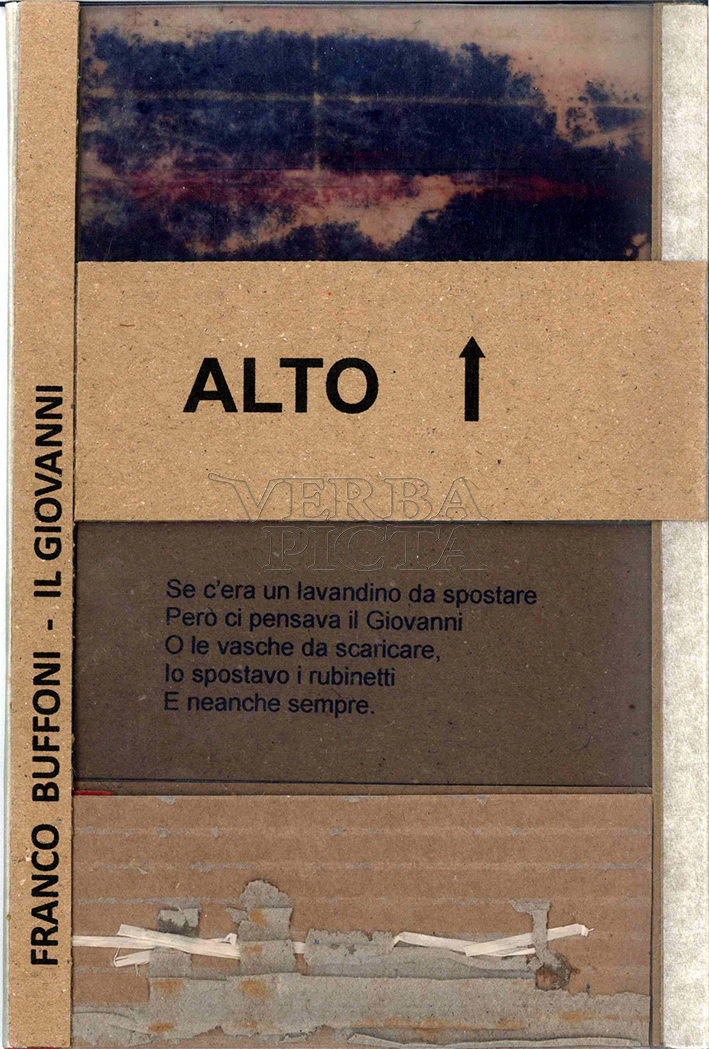 FRANCO BUFFONI - IL GIOVANNI
ALTO ↑
VERBA
PICTA
Se c'era un lavandino da spostare
Però ci pensava il Giovanni
O le vasche da scaricare,
Io spostavo i rubinetti
E neanche sempre.